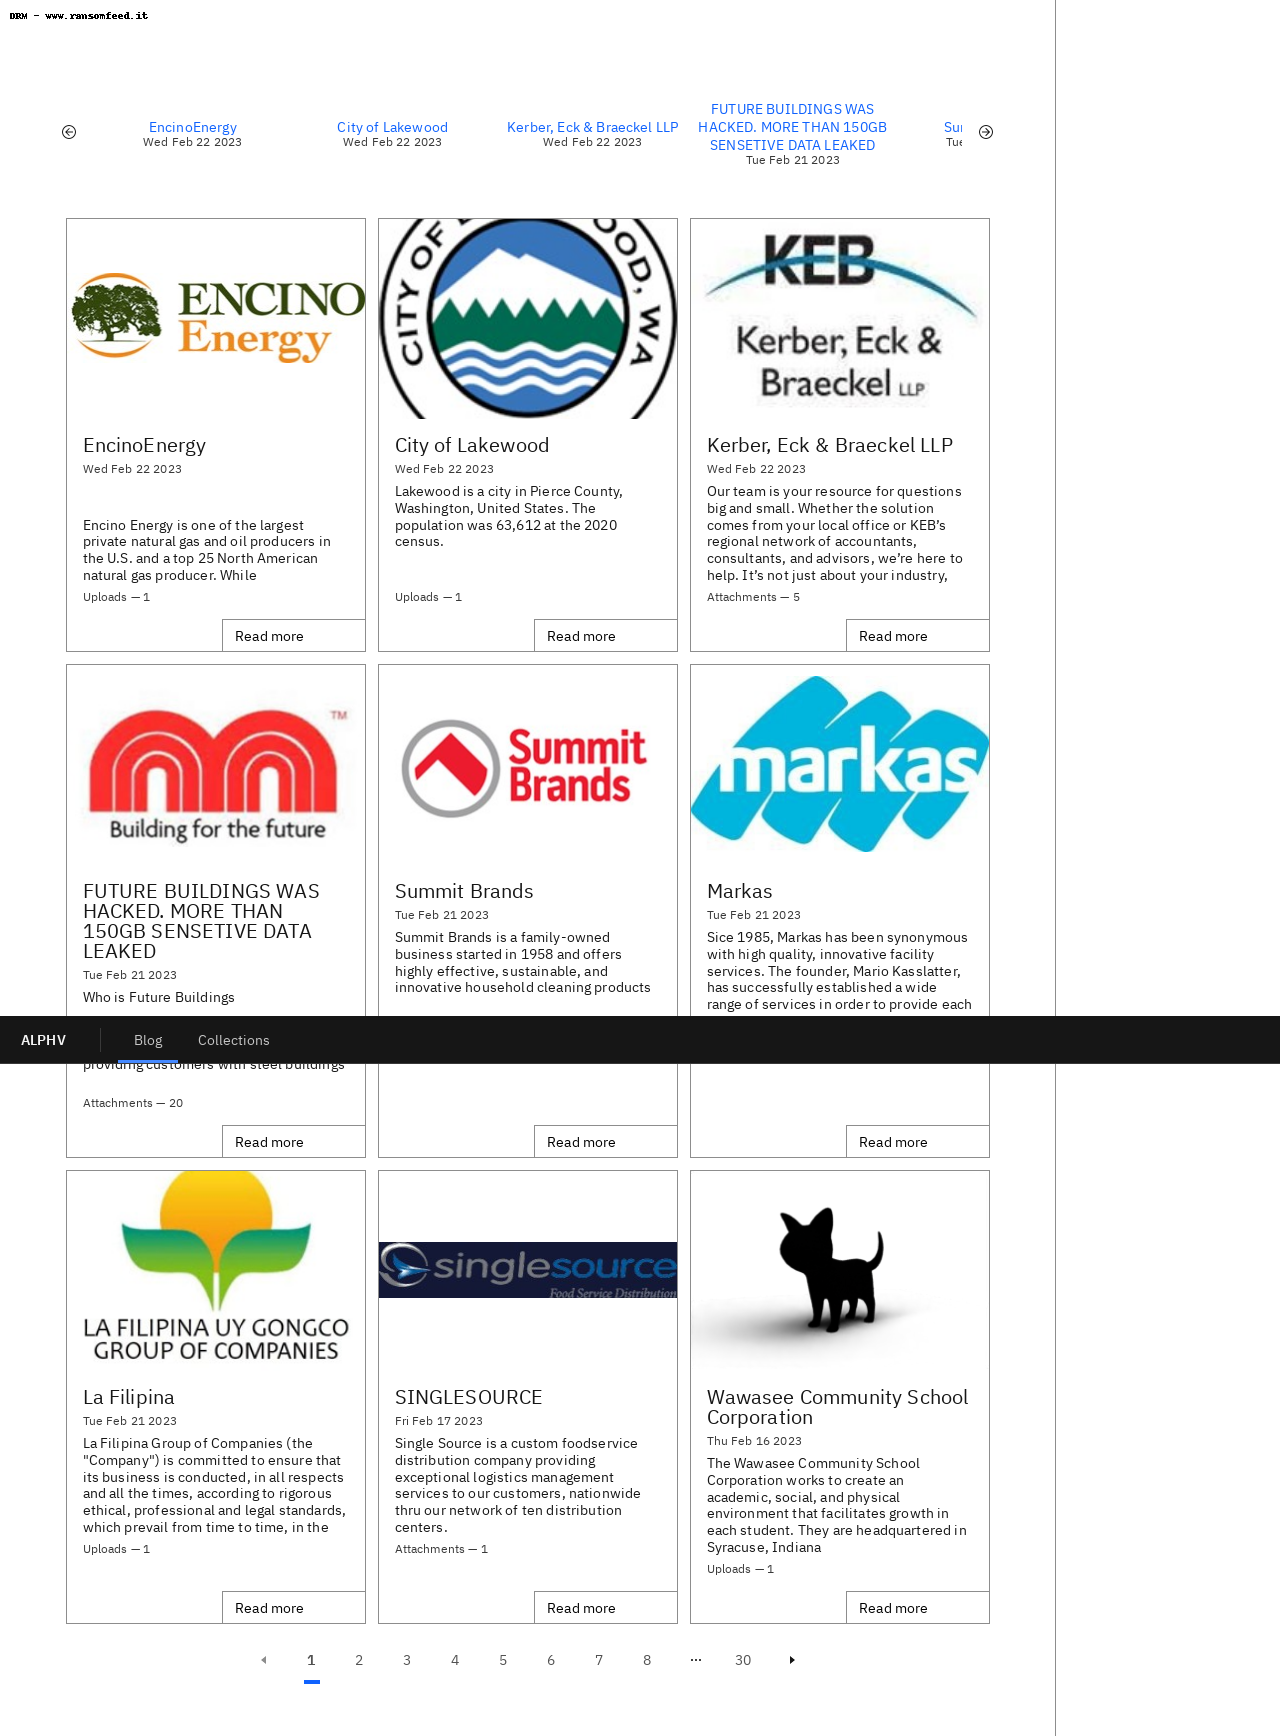 DRM - www.ransomfeed.it
EncinoEnergy
Wed Feb 22 2023
City of Lakewood
Wed Feb 22 2023
Kerber, Eck & Braeckel LLP
Wed Feb 22 2023
FUTURE BUILDINGS WAS
HACKED. MORE THAN 150GB
SENSETIVE DATA LEAKED
Tue Feb 21 2023
ENCINO
Energy
CITY OF
WOOD, WA
KEB
Kerber, Eck &
Braeckel LLP
EncinoEnergy
Wed Feb 22 2023
Encino Energy is one of the largest
private natural gas and oil producers in
the U.S. and a top 25 North American
natural gas producer. While
Uploads — 1
Read more
City of Lakewood
Wed Feb 22 2023
Lakewood is a city in Pierce County,
Washington, United States. The
population was 63,612 at the 2020
census.
Uploads — 1
Read more
Kerber, Eck & Braeckel LLP
Wed Feb 22 2023
Our team is your resource for questions
big and small. Whether the solution
comes from your local office or KEB’s
regional network of accountants,
consultants, and advisors, we’re here to
help. It’s not just about your industry,
Attachments — 5
Read more
TM
Building for the future
Summit
Brands
markas
FUTURE BUILDINGS WAS
HACKED. MORE THAN
150GB SENSETIVE DATA
LEAKED
Tue Feb 21 2023
Who is Future Buildings
Summit Brands
Tue Feb 21 2023
Summit Brands is a family-owned
business started in 1958 and offers
highly effective, sustainable, and
innovative household cleaning products
Markas
Tue Feb 21 2023
Sice 1985, Markas has been synonymous
with high quality, innovative facility
services. The founder, Mario Kasslatter,
has successfully established a wide
range of services in order to provide each
ALPHV
Blog
Collections
providing customers with steel buildings
Attachments — 20
Read more
Read more
Read more
LA FILIPINA UY GONGCO
GROUP OF COMPANIES
singlesource
Food Service Distribution
La Filipina
Tue Feb 21 2023
La Filipina Group of Companies (the
"Company") is committed to ensure that
its business is conducted, in all respects
and all the times, according to rigorous
ethical, professional and legal standards,
which prevail from time to time, in the
Uploads — 1
Read more
SINGLESOURCE
Fri Feb 17 2023
Single Source is a custom foodservice
distribution company providing
exceptional logistics management
services to our customers, nationwide
thru our network of ten distribution
centers.
Attachments — 1
Read more
Wawasee Community School
Corporation
Thu Feb 16 2023
The Wawasee Community School
Corporation works to create an
academic, social, and physical
environment that facilitates growth in
each student. They are headquartered in
Syracuse, Indiana
Uploads — 1
Read more
1 2 3 4 5 6 7 8 ... 30